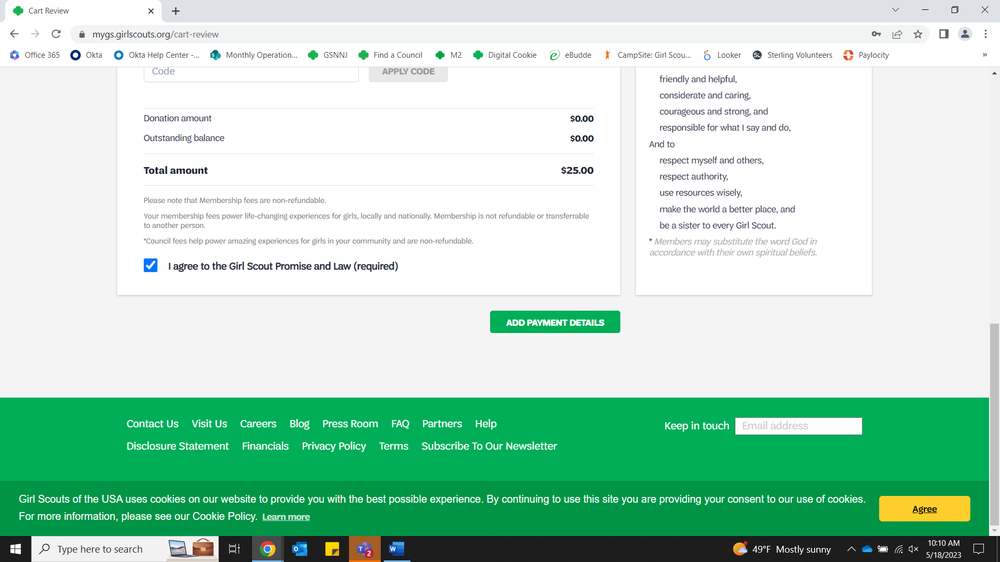 Cart Review
mygs.girlscouts.org/cart-review
Office 365 Okta Okta Help Center -... Monthly Operation... GSNNJ Find a Council M2 Digital Cookie eBudde CampSite: Girl Scou... Looker Sterling Volunteers Paylocity »
Code
APPLY CODE
Donation amount $0.00
Outstanding balance $0.00
Total amount $25.00
Please note that Membership fees are non-refundable.
Your membership fees power life-changing experiences for girls, locally and nationally. Membership is not refundable or transferrable
to another person.
*Council fees help power amazing experiences for girls in your community and are non-refundable.
I agree to the Girl Scout Promise and Law (required)
friendly and helpful,
considerate and caring,
courageous and strong, and
responsible for what I say and do,
And to
respect myself and others,
respect authority,
use resources wisely,
make the world a better place, and
be a sister to every Girl Scout.
* Members may substitute the word God in
accordance with their own spiritual beliefs.
ADD PAYMENT DETAILS
Contact Us Visit Us Careers Blog Press Room FAQ Partners Help
Disclosure Statement Financials Privacy Policy Terms Subscribe To Our Newsletter
Keep in touch Email address
Girl Scouts of the USA uses cookies on our website to provide you with the best possible experience. By continuing to use this site you are providing your consent to our use of cookies.
For more information, please see our Cookie Policy. Learn more
Agree
Type here to search
2
49°F Mostly sunny
10:10 AM
5/18/2023